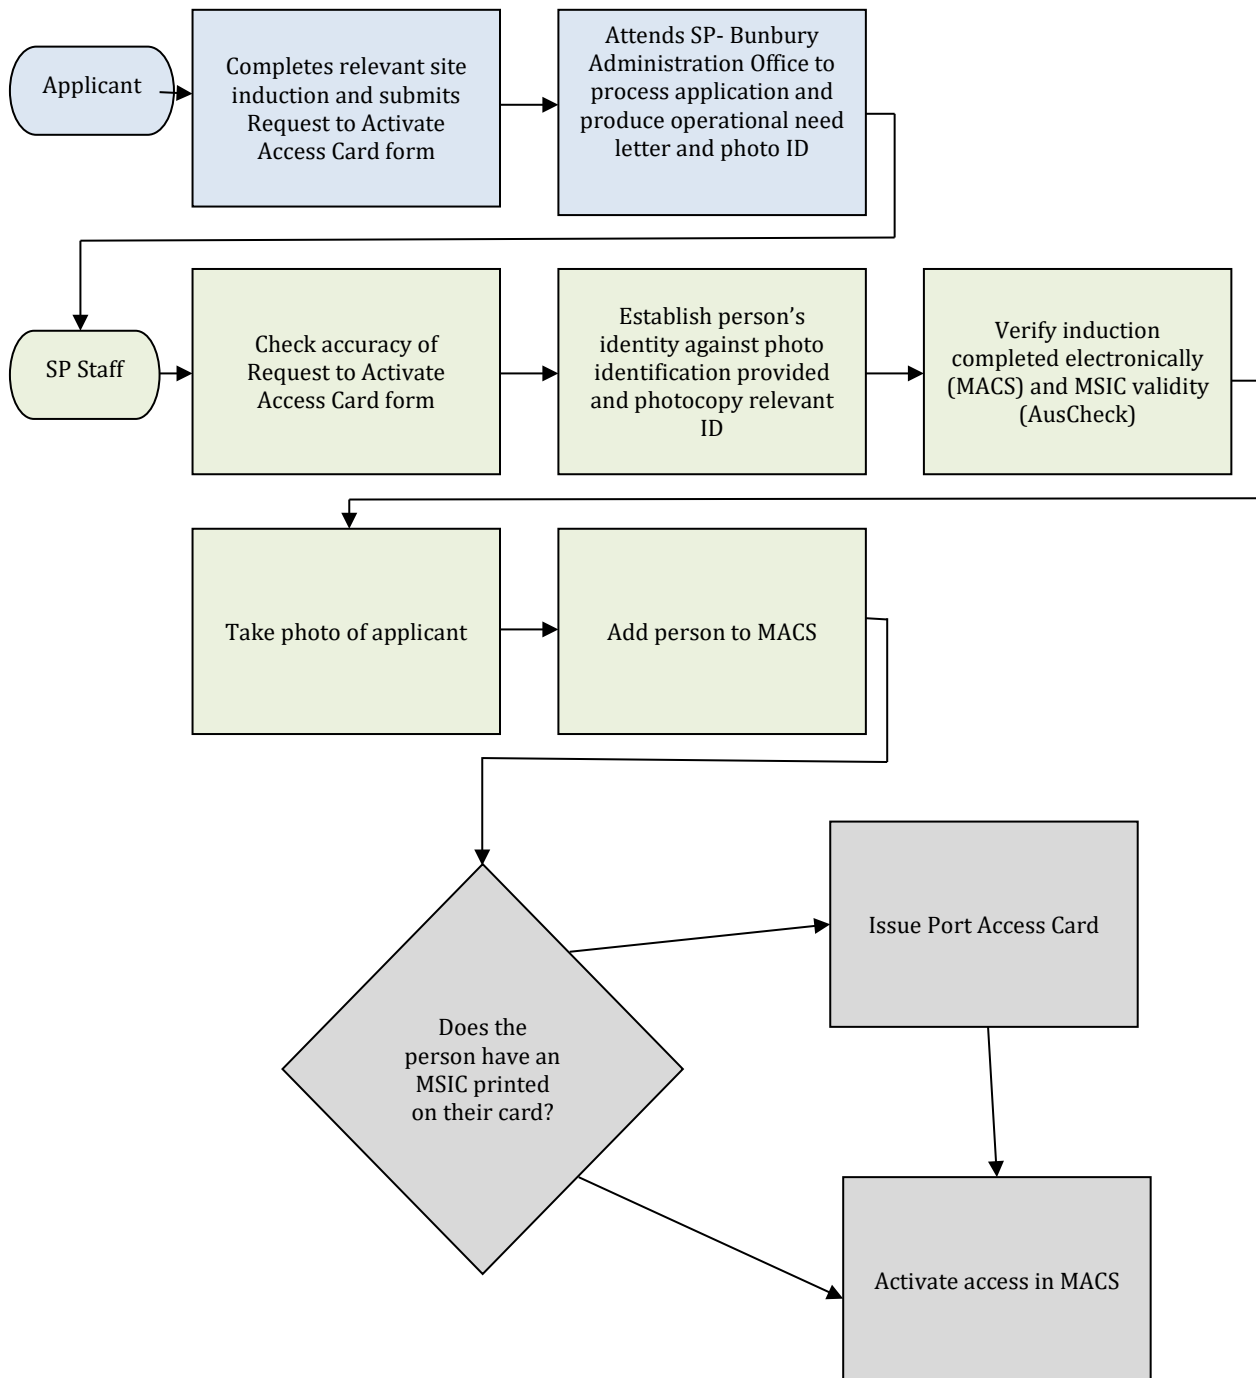 Applicant
Completes relevant site
induction and submits
Request to Activate
Access Card form
Attends SP- Bunbury
Administration Office to
process application and
produce operational need
letter and photo ID
SP Staff
Check accuracy of
Request to Activate
Access Card form
Establish person’s
identity against photo
identification provided
and photocopy relevant
ID
Verify induction
completed electronically
(MACS) and MSIC validity
(AusCheck)
Take photo of applicant
Add person to MACS
Does the
person have an
MSIC printed
on their card?
Issue Port Access Card
Activate access in MACS